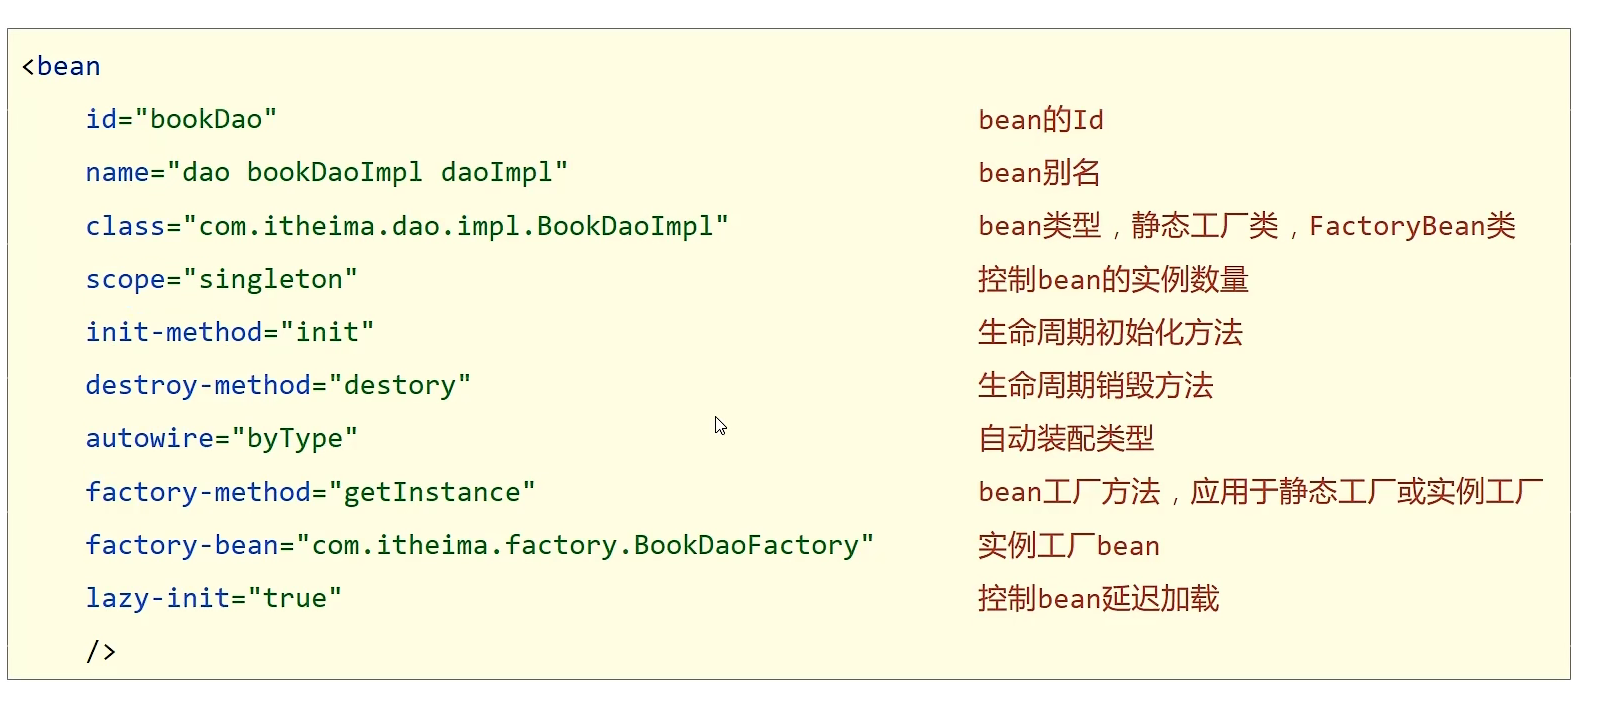 <bean
id="bookDao" bean的Id
name="dao bookDaoImpl daoImpl" bean别名
class="com.itheima.dao.impl.BookDaoImpl" bean类型，静态工厂类，FactoryBean类
scope="singleton" 控制bean的实例数量
init-method="init" 生命周期初始化方法
destroy-method="destory" 生命周期销毁方法
autowire="byType" 自动装配类型
factory-method="getInstance" bean工厂方法，应用于静态工厂或实例工厂
factory-bean="com.itheima.factory.BookDaoFactory" 实例工厂bean
lazy-init="true" 控制bean延迟加载
/>